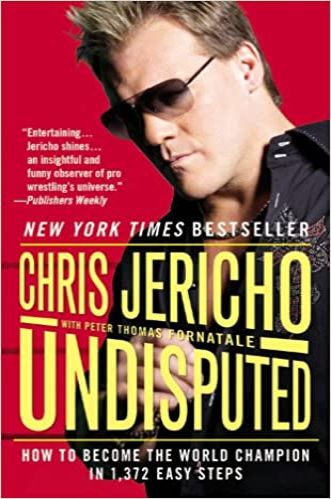 "Entertaining...
Jericho shines...
an insightful and
funny observer of pro
wrestling's universe."
—Publishers Weekly
NEW YORK TIMES BESTSELLER
CHRIS JERICHO
WITH PETER THOMAS FORNATALE
UNDISPUTED
HOW TO BECOME THE WORLD CHAMPION
IN 1,372 EASY STEPS